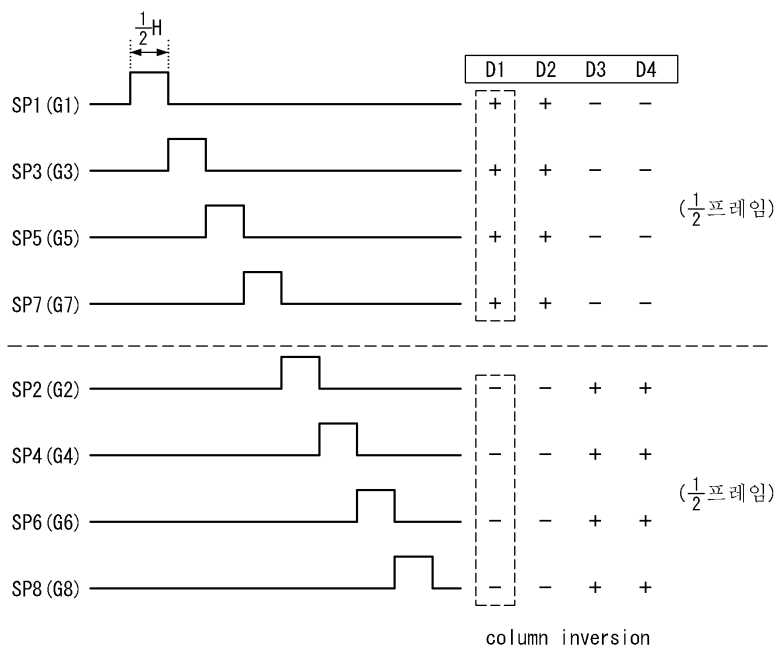 1/2 H
D1 D2 D3 D4
SP1(G1) + + − −
SP3(G3) + + − −
(1/2 프레임)
SP5(G5) + + − −
SP7(G7) + + − −
SP2(G2) − − + +
SP4(G4) − − + +
(1/2 프레임)
SP6(G6) − − + +
SP8(G8) − − + +
column inversion